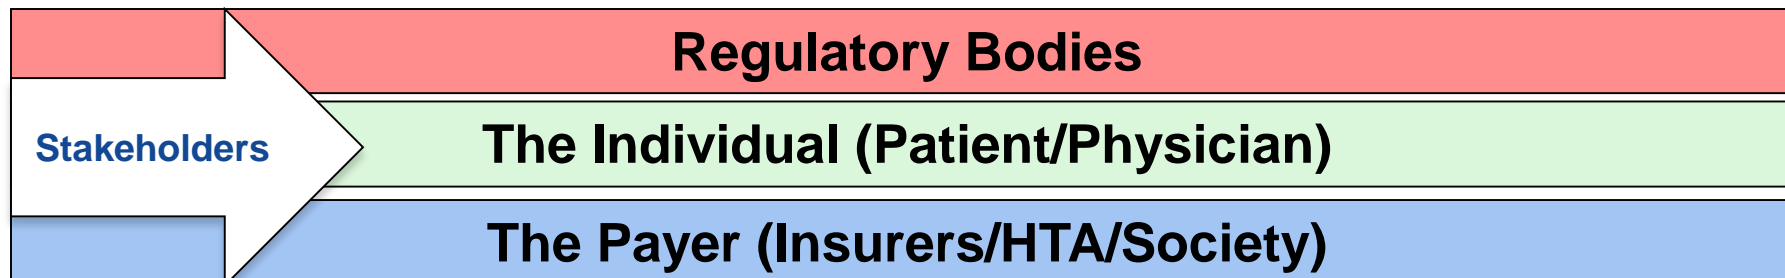 Regulatory Bodies
Stakeholders
The Individual (Patient/Physician)
The Payer (Insurers/HTA/Society)